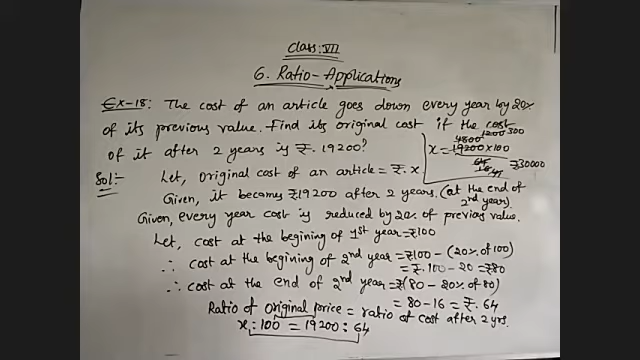 Class: VII
6. Ratio-Applications
Ex-18: The cost of an article goes down every year by 20%
of its previous value. Find its original cost if the cost
of it after 2 years is ₹. 19200?
4800 1200 300
x = 19200 × 100
64
16 4
= ₹30000
Sol:- Let, original cost of an article = ₹. x
Given, it becomes ₹19200 after 2 years. (at the end of
2nd year)
Given, every year cost is reduced by 20% of previous value.
Let, cost at the begining of 1st year = ₹100
∴ cost at the begining of 2nd year = ₹100 - (20% of 100)
= ₹. 100 - 20 = ₹80
∴ cost at the end of 2nd year = ₹(80 - 20% of 80)
= 80 - 16 = ₹. 64
Ratio of original price = ratio of cost after 2 yrs.
x : 100 = 19200 : 64